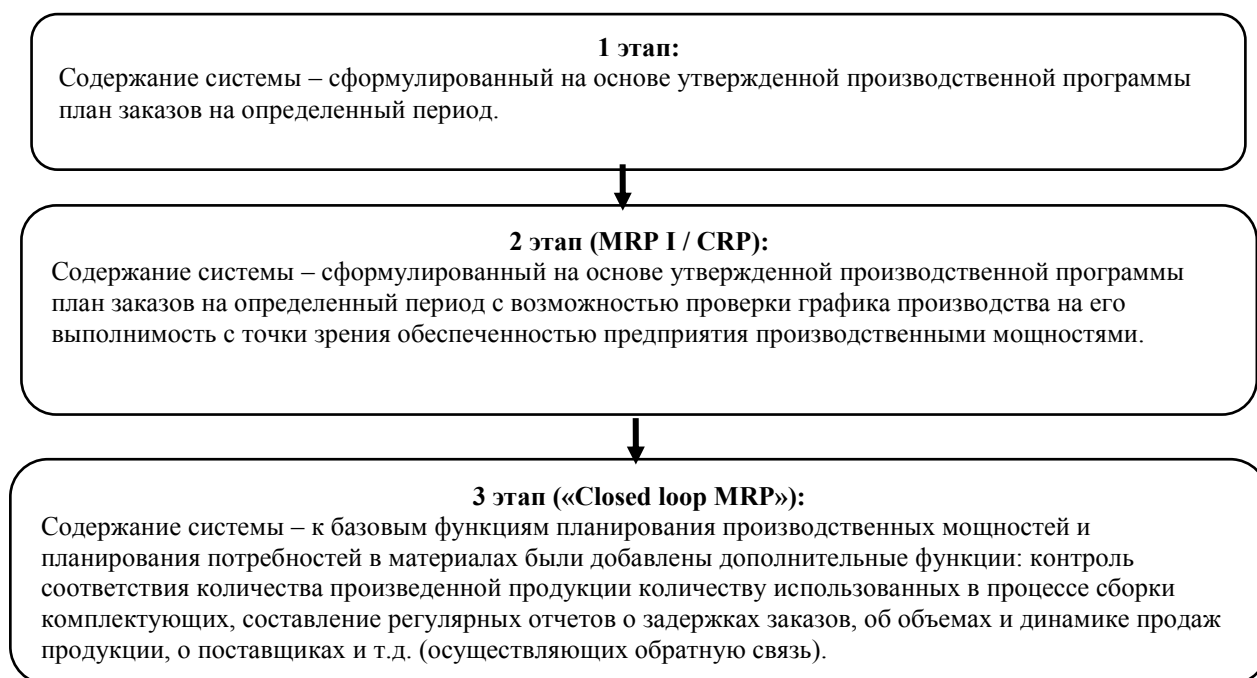 1 этап:
Содержание системы – сформулированный на основе утвержденной производственной программы
план заказов на определенный период.
2 этап (MRP I / CRP):
Содержание системы – сформулированный на основе утвержденной производственной программы
план заказов на определенный период с возможностью проверки графика производства на его
выполнимость с точки зрения обеспеченностью предприятия производственными мощностями.
3 этап («Closed loop MRP»):
Содержание системы – к базовым функциям планирования производственных мощностей и
планирования потребностей в материалах были добавлены дополнительные функции: контроль
соответствия количества произведенной продукции количеству использованных в процессе сборки
комплектующих, составление регулярных отчетов о задержках заказов, об объемах и динамике продаж
продукции, о поставщиках и т.д. (осуществляющих обратную связь).